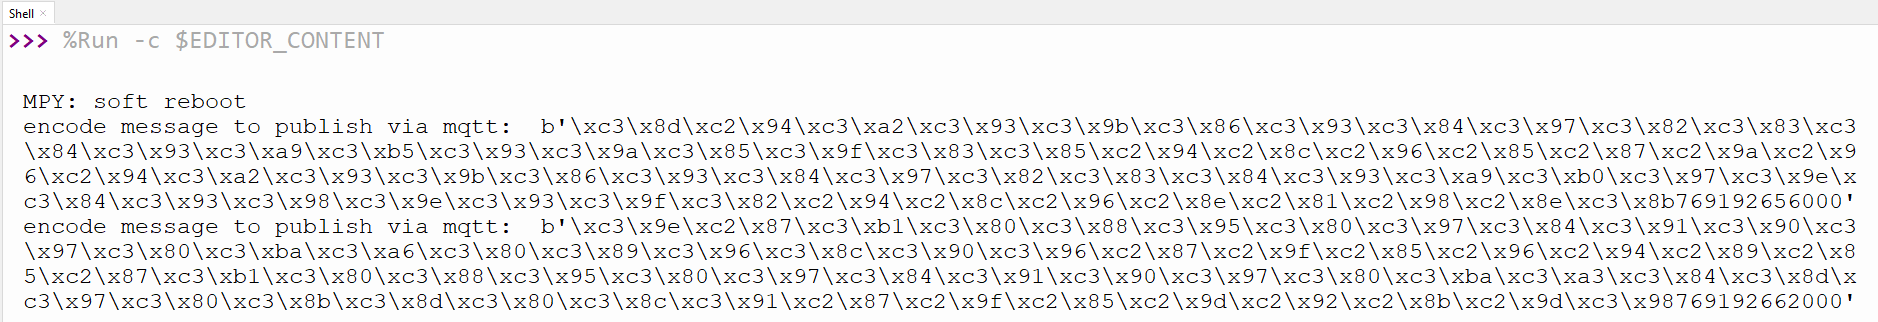 Shell ×
>>> %Run -c $EDITOR_CONTENT
MPY: soft reboot
encode message to publish via mqtt:  b'\xc3\x8d\xc2\x94\xc3\xa2\xc3\x93\xc3\x9b\xc3\x86\xc3\x93\xc3\x84\xc3\x97\xc3\x82\xc3\x83\xc3
\x84\xc3\x93\xc3\xa9\xc3\xb5\xc3\x93\xc3\x9a\xc3\x85\xc3\x9f\xc3\x83\xc3\x85\xc2\x94\xc2\x8c\xc2\x96\xc2\x85\xc2\x87\xc2\x9a\xc2\x9
6\xc2\x94\xc3\xa2\xc3\x93\xc3\x9b\xc3\x86\xc3\x93\xc3\x84\xc3\x97\xc3\x82\xc3\x83\xc3\x84\xc3\x93\xc3\xa9\xc3\xb0\xc3\x97\xc3\x9e\x
c3\x84\xc3\x93\xc3\x98\xc3\x9e\xc3\x93\xc3\x9f\xc3\x82\xc2\x94\xc2\x8c\xc2\x96\xc2\x8e\xc2\x81\xc2\x98\xc2\x8e\xc3\x8b769192656000'
encode message to publish via mqtt:  b'\xc3\x9e\xc2\x87\xc3\xb1\xc3\x80\xc3\x88\xc3\x95\xc3\x80\xc3\x97\xc3\x84\xc3\x91\xc3\x90\xc3
\x97\xc3\x80\xc3\xba\xc3\xa6\xc3\x80\xc3\x89\xc3\x96\xc3\x8c\xc3\x90\xc3\x96\xc2\x87\xc2\x9f\xc2\x85\xc2\x96\xc2\x94\xc2\x89\xc2\x8
5\xc2\x87\xc3\xb1\xc3\x80\xc3\x88\xc3\x95\xc3\x80\xc3\x97\xc3\x84\xc3\x91\xc3\x90\xc3\x97\xc3\x80\xc3\xba\xc3\xa3\xc3\x84\xc3\x8d\x
c3\x97\xc3\x80\xc3\x8b\xc3\x8d\xc3\x80\xc3\x8c\xc3\x91\xc2\x87\xc2\x9f\xc2\x85\xc2\x9d\xc2\x92\xc2\x8b\xc2\x9d\xc3\x98769192662000'